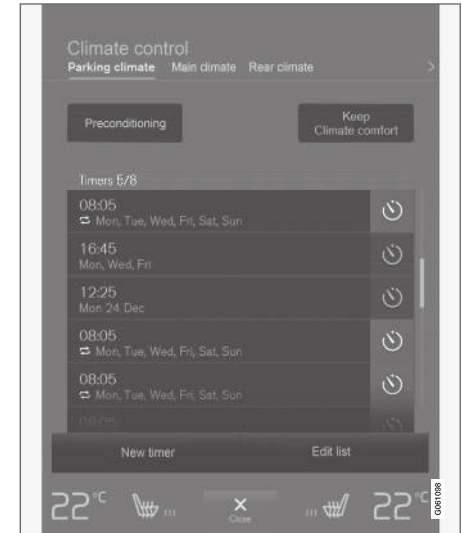 Climate control
Parking climate Main climate Rear climate
Preconditioning
Keep
Climate comfort
Timers 5/8
08:05
Mon, Tue, Wed, Fri, Sat, Sun
16:45
Mon, Wed, Fri
12:25
Mon 24 Dec
08:05
Mon, Tue, Wed, Fri, Sat, Sun
08:05
Mon, Tue, Wed, Fri, Sat, Sun
08:05
New timer Edit list
22°C 22°C
Close
G061098